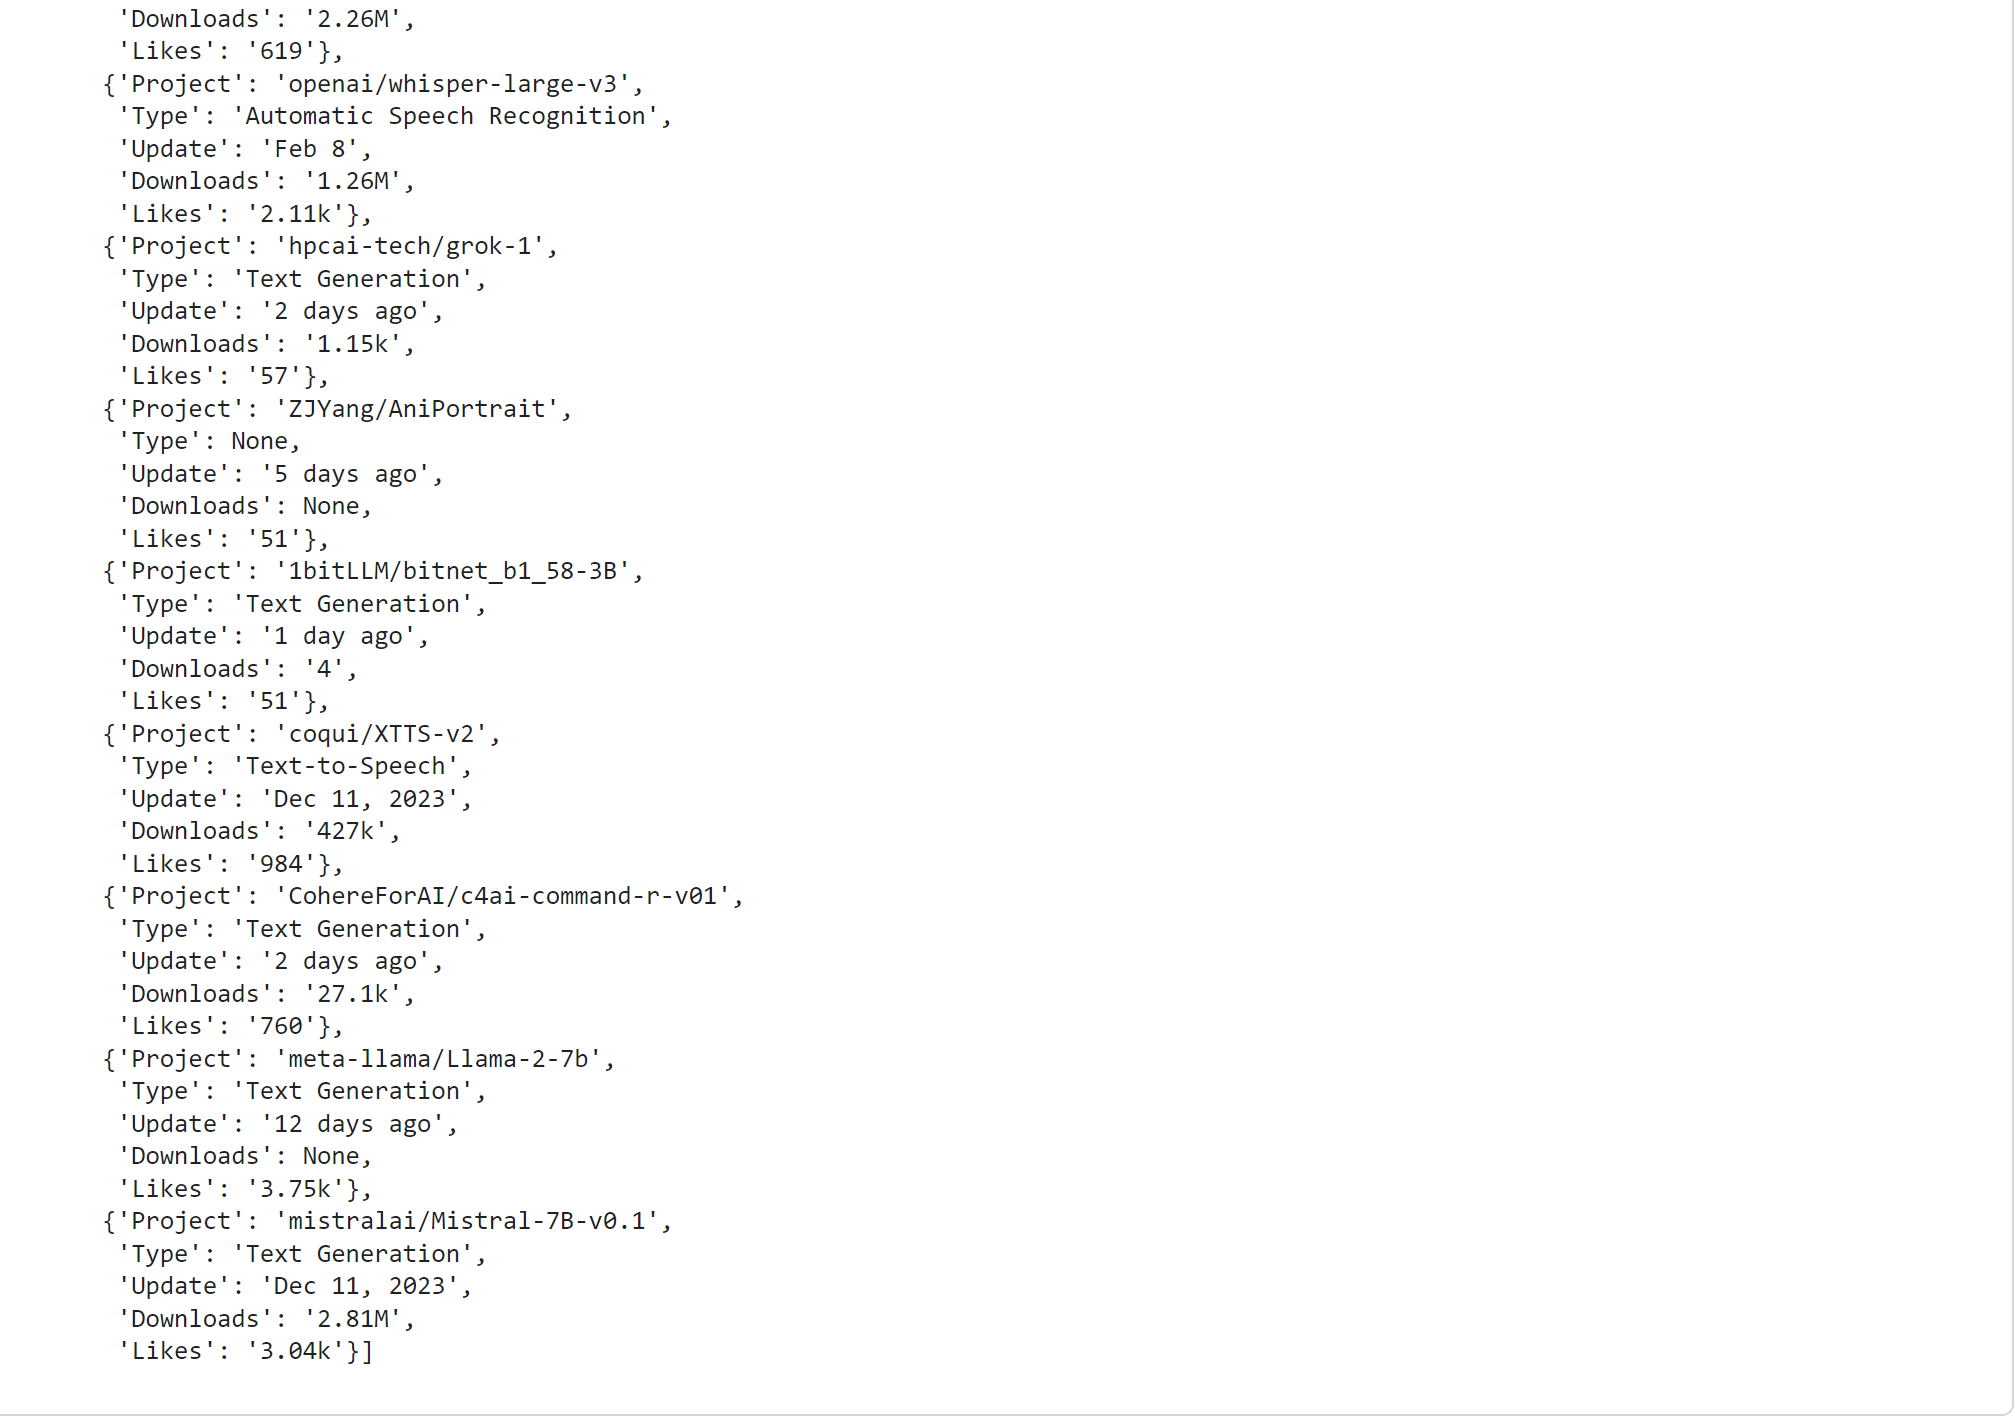 'Downloads': '2.26M',
'Likes': '619'},
{'Project': 'openai/whisper-large-v3',
'Type': 'Automatic Speech Recognition',
'Update': 'Feb 8',
'Downloads': '1.26M',
'Likes': '2.11k'},
{'Project': 'hpcai-tech/grok-1',
'Type': 'Text Generation',
'Update': '2 days ago',
'Downloads': '1.15k',
'Likes': '57'},
{'Project': 'ZJYang/AniPortrait',
'Type': None,
'Update': '5 days ago',
'Downloads': None,
'Likes': '51'},
{'Project': '1bitLLM/bitnet_b1_58-3B',
'Type': 'Text Generation',
'Update': '1 day ago',
'Downloads': '4',
'Likes': '51'},
{'Project': 'coqui/XTTS-v2',
'Type': 'Text-to-Speech',
'Update': 'Dec 11, 2023',
'Downloads': '427k',
'Likes': '984'},
{'Project': 'CohereForAI/c4ai-command-r-v01',
'Type': 'Text Generation',
'Update': '2 days ago',
'Downloads': '27.1k',
'Likes': '760'},
{'Project': 'meta-llama/Llama-2-7b',
'Type': 'Text Generation',
'Update': '12 days ago',
'Downloads': None,
'Likes': '3.75k'},
{'Project': 'mistralai/Mistral-7B-v0.1',
'Type': 'Text Generation',
'Update': 'Dec 11, 2023',
'Downloads': '2.81M',
'Likes': '3.04k'}]